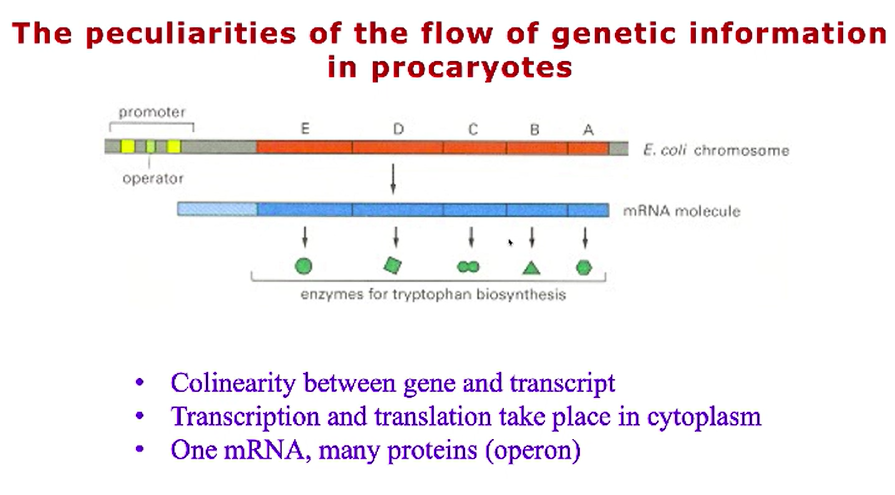 The peculiarities of the flow of genetic information
in procaryotes
promoter
E D C B A
E. coli chromosome
operator
mRNA molecule
enzymes for tryptophan biosynthesis
• Colinearity between gene and transcript
• Transcription and translation take place in cytoplasm
• One mRNA, many proteins (operon)